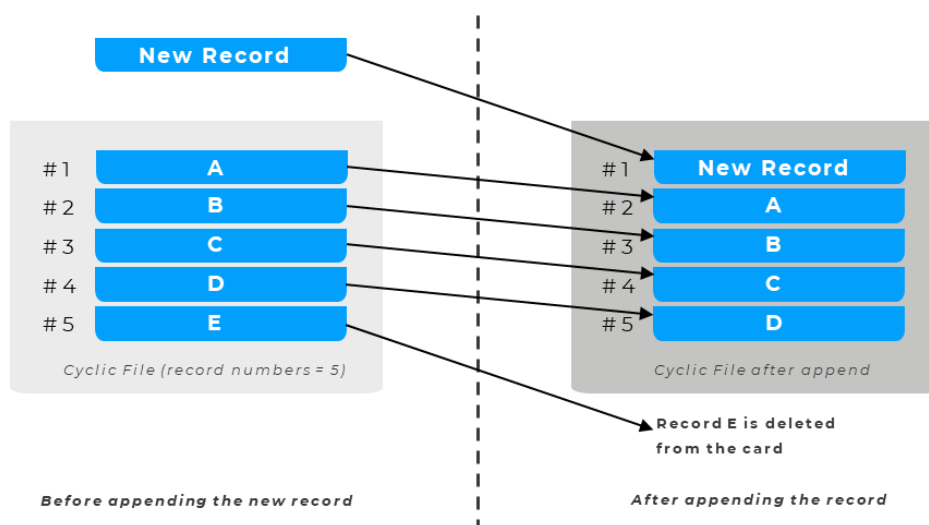 New Record
#1 A
#2 B
#3 C
#4 D
#5 E
Cyclic File (record numbers = 5)
Before appending the new record
#1 New Record
#2 A
#3 B
#4 C
#5 D
Cyclic File after append
Record E is deleted
from the card
After appending the record